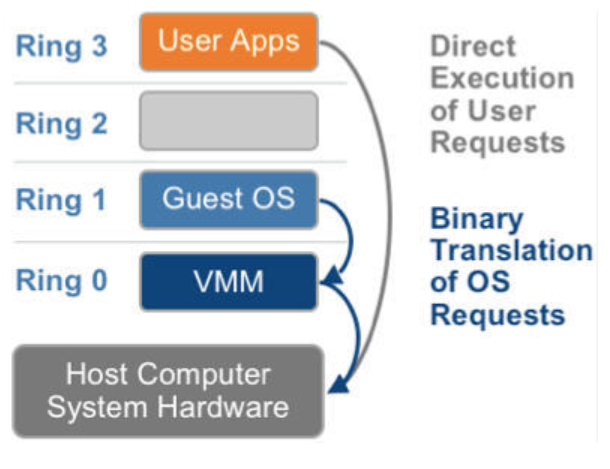 Ring 3
User Apps
Ring 2
Ring 1
Guest OS
Ring 0
VMM
Host Computer
System Hardware
Direct
Execution
of User
Requests
Binary
Translation
of OS
Requests